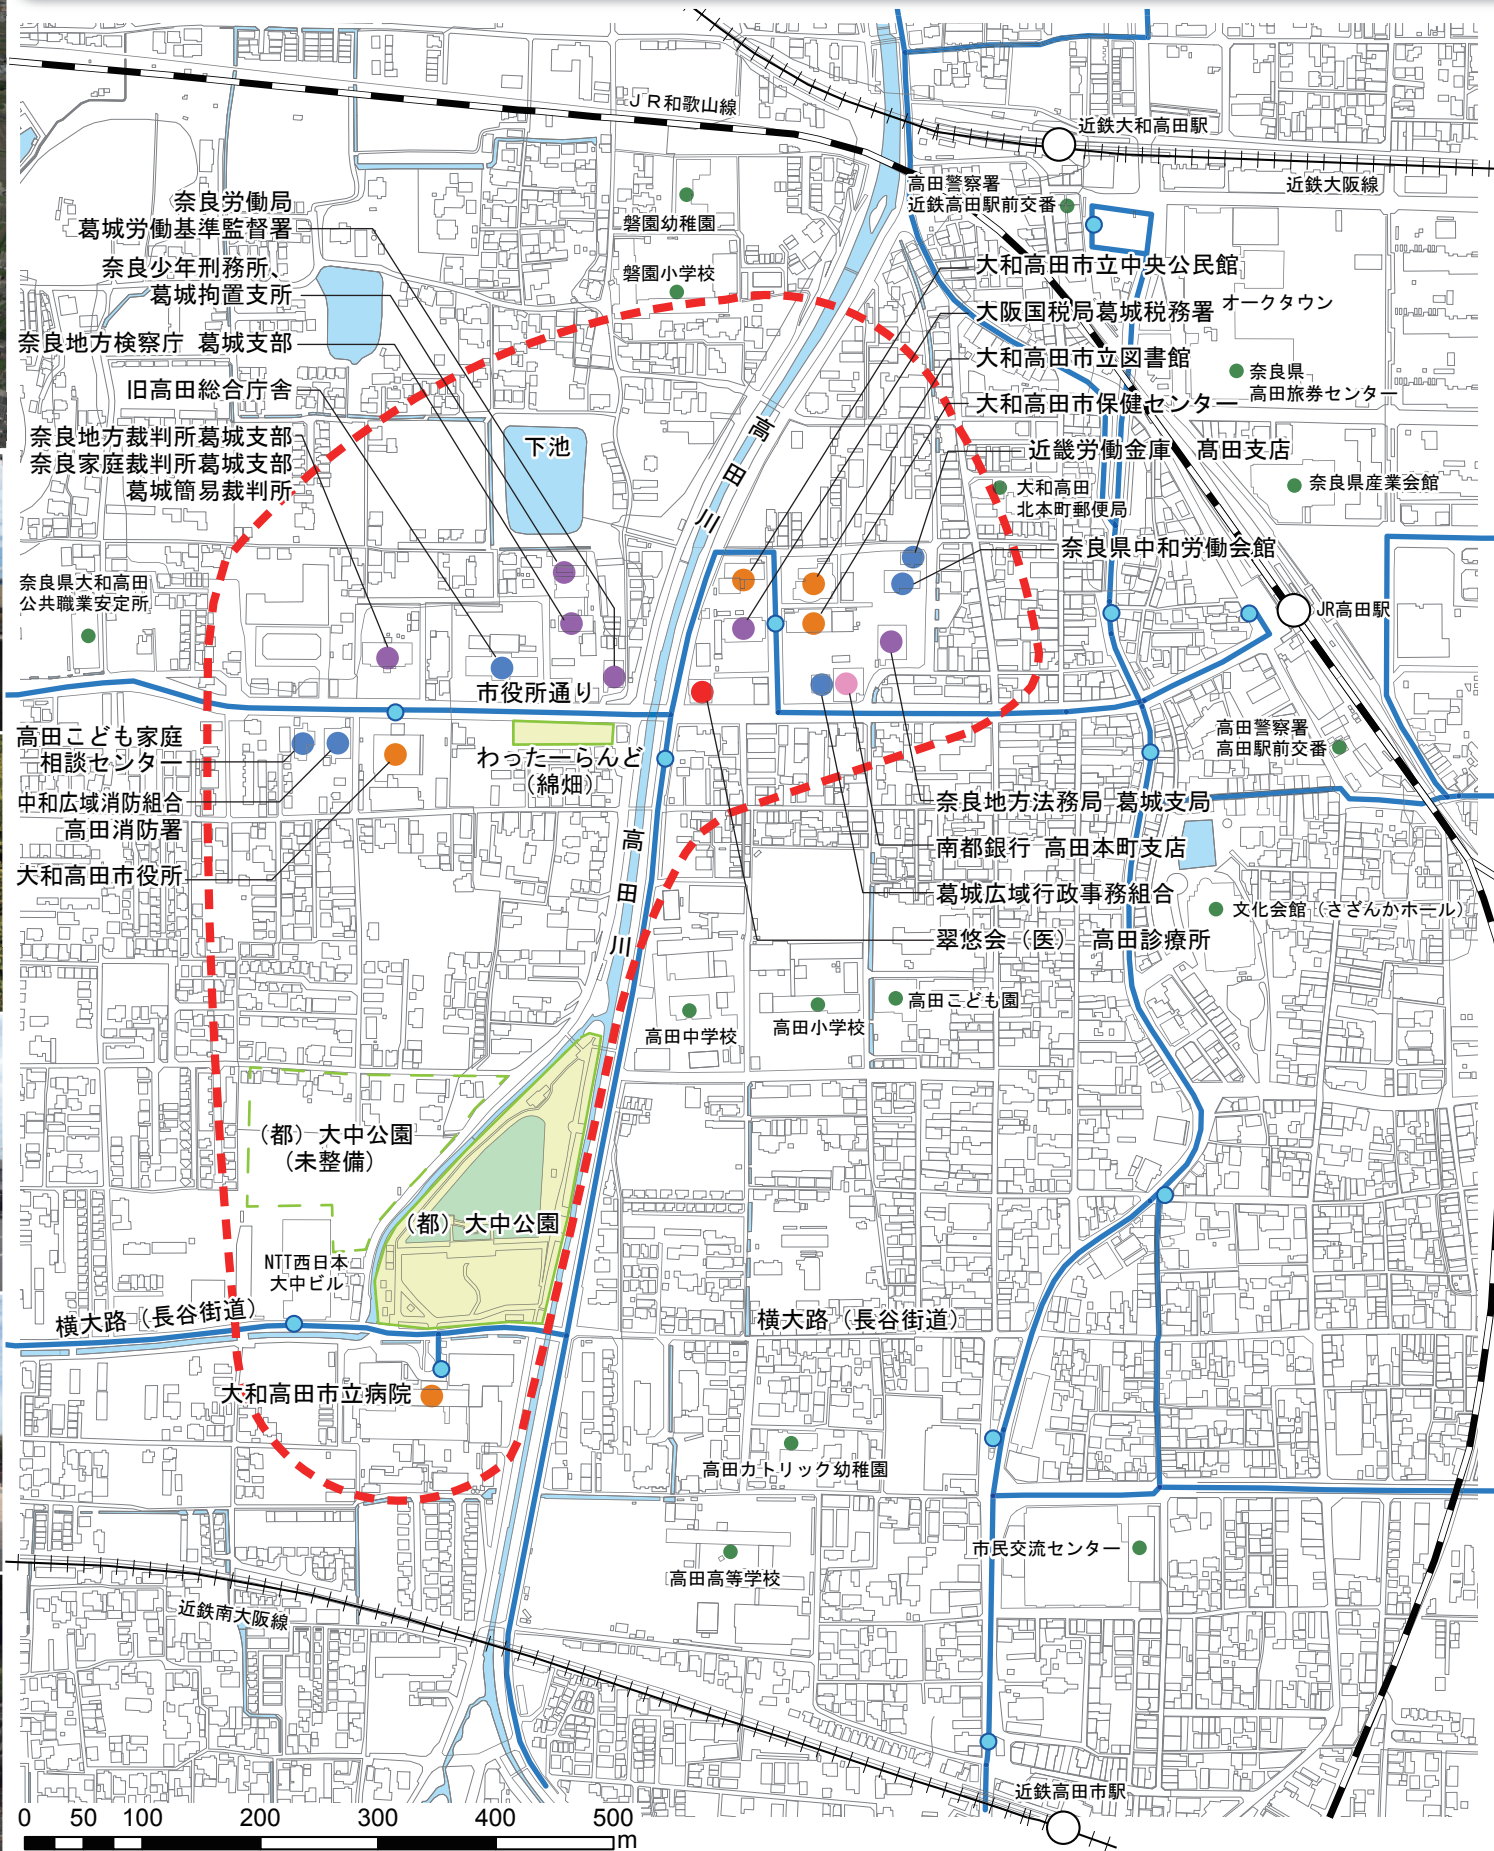 JR和歌山線
近鉄大和高田駅
近鉄大阪線
高田警察署
近鉄高田駅前交番
磐園幼稚園
磐園小学校
奈良労働局
葛城労働基準監督署
奈良少年刑務所、
葛城拘置支所
奈良地方検察庁 葛城支部
旧高田総合庁舎
奈良地方裁判所葛城支部
奈良家庭裁判所葛城支部
葛城簡易裁判所
大和高田市立中央公民館
大阪国税局葛城税務署
オークタウン
大和高田市立図書館
奈良県
高田旅券センター
大和高田市保健センター
近畿労働金庫 髙田支店
下池
高田川
大和高田
北本町郵便局
奈良県産業会館
奈良県中和労働会館
奈良県大和高田
公共職業安定所
JR高田駅
市役所通り
高田こども家庭
相談センター
わったーらんど
（綿畑）
高田警察署
高田駅前交番
中和広域消防組合
高田消防署
大和高田市役所
奈良地方法務局 葛城支局
南都銀行 高田本町支店
葛城広域行政事務組合
翠悠会（医） 高田診療所
高田川
文化会館（さざんかホール）
高田中学校
高田小学校
高田こども園
（都）大中公園
（未整備）
（都）大中公園
NTT西日本
大中ビル
横大路（長谷街道）
横大路（長谷街道）
大和高田市立病院
高田カトリック幼稚園
市民交流センター
高田高等学校
近鉄南大阪線
近鉄高田市駅
0 50 100 200 300 400 500
m